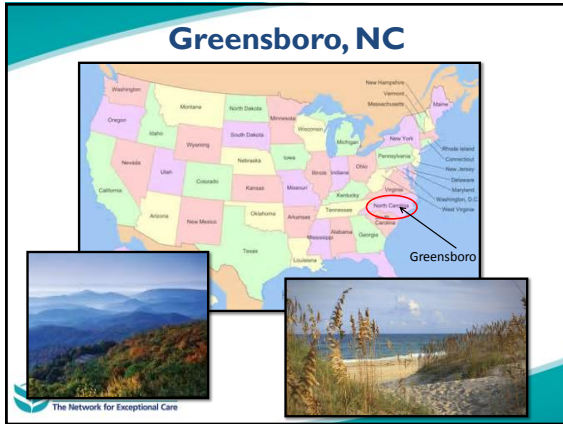 Greensboro, NC
New Hampshire
Vermont
Massachusetts
Washington
Montana
North Dakota
Minnesota
Maine
Oregon
Idaho
Wyoming
South Dakota
Wisconsin
Michigan
New York
Nevada
Utah
Colorado
Nebraska
Iowa
Illinois
Indiana
Ohio
Pennsylvania
Rhode Island
Connecticut
New Jersey
Delaware
Maryland
Washington, D.C.
West Virginia
California
Arizona
New Mexico
Kansas
Oklahoma
Missouri
Kentucky
Virginia
Tennessee
North Carolina
Carolina
Arkansas
Texas
Louisiana
Mississippi
Alabama
Georgia
Greensboro
The Network for Exceptional Care